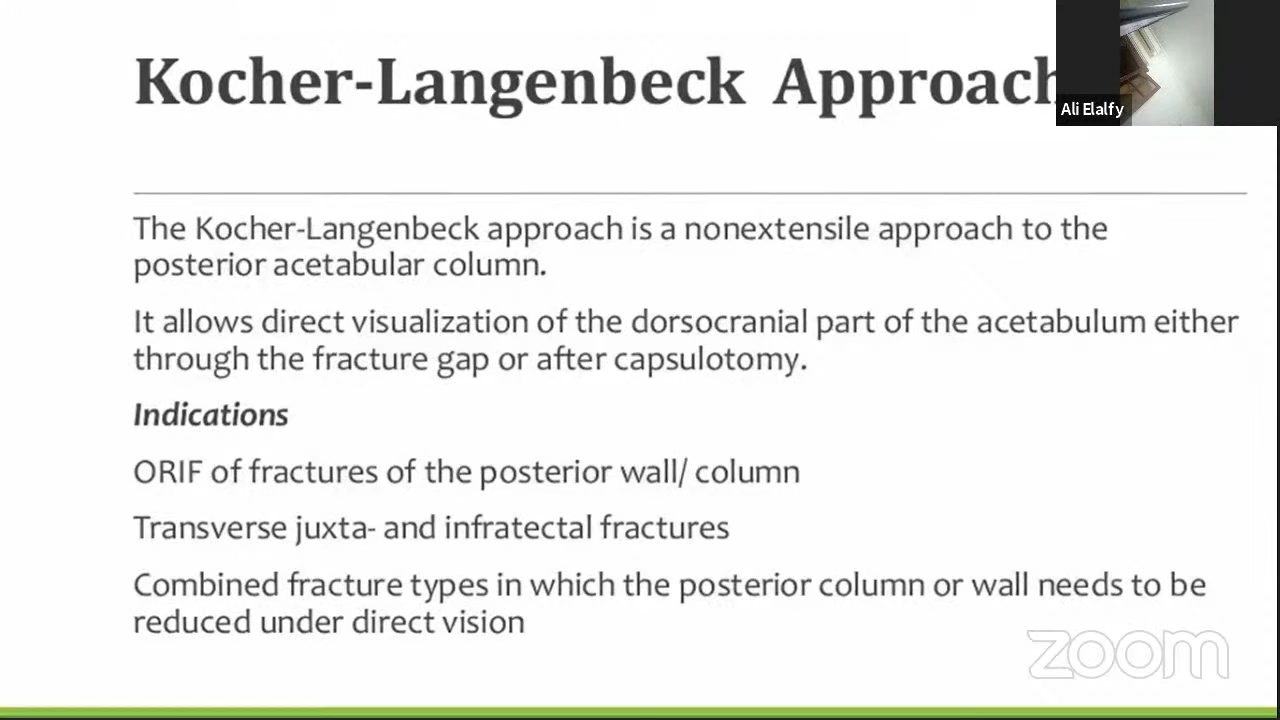 Kocher-Langenbeck Approach
Ali Elalfy
The Kocher-Langenbeck approach is a nonextensile approach to the
posterior acetabular column.
It allows direct visualization of the dorsocranial part of the acetabulum either
through the fracture gap or after capsulotomy.
Indications
ORIF of fractures of the posterior wall/ column
Transverse juxta- and infratectal fractures
Combined fracture types in which the posterior column or wall needs to be
reduced under direct vision
zoom